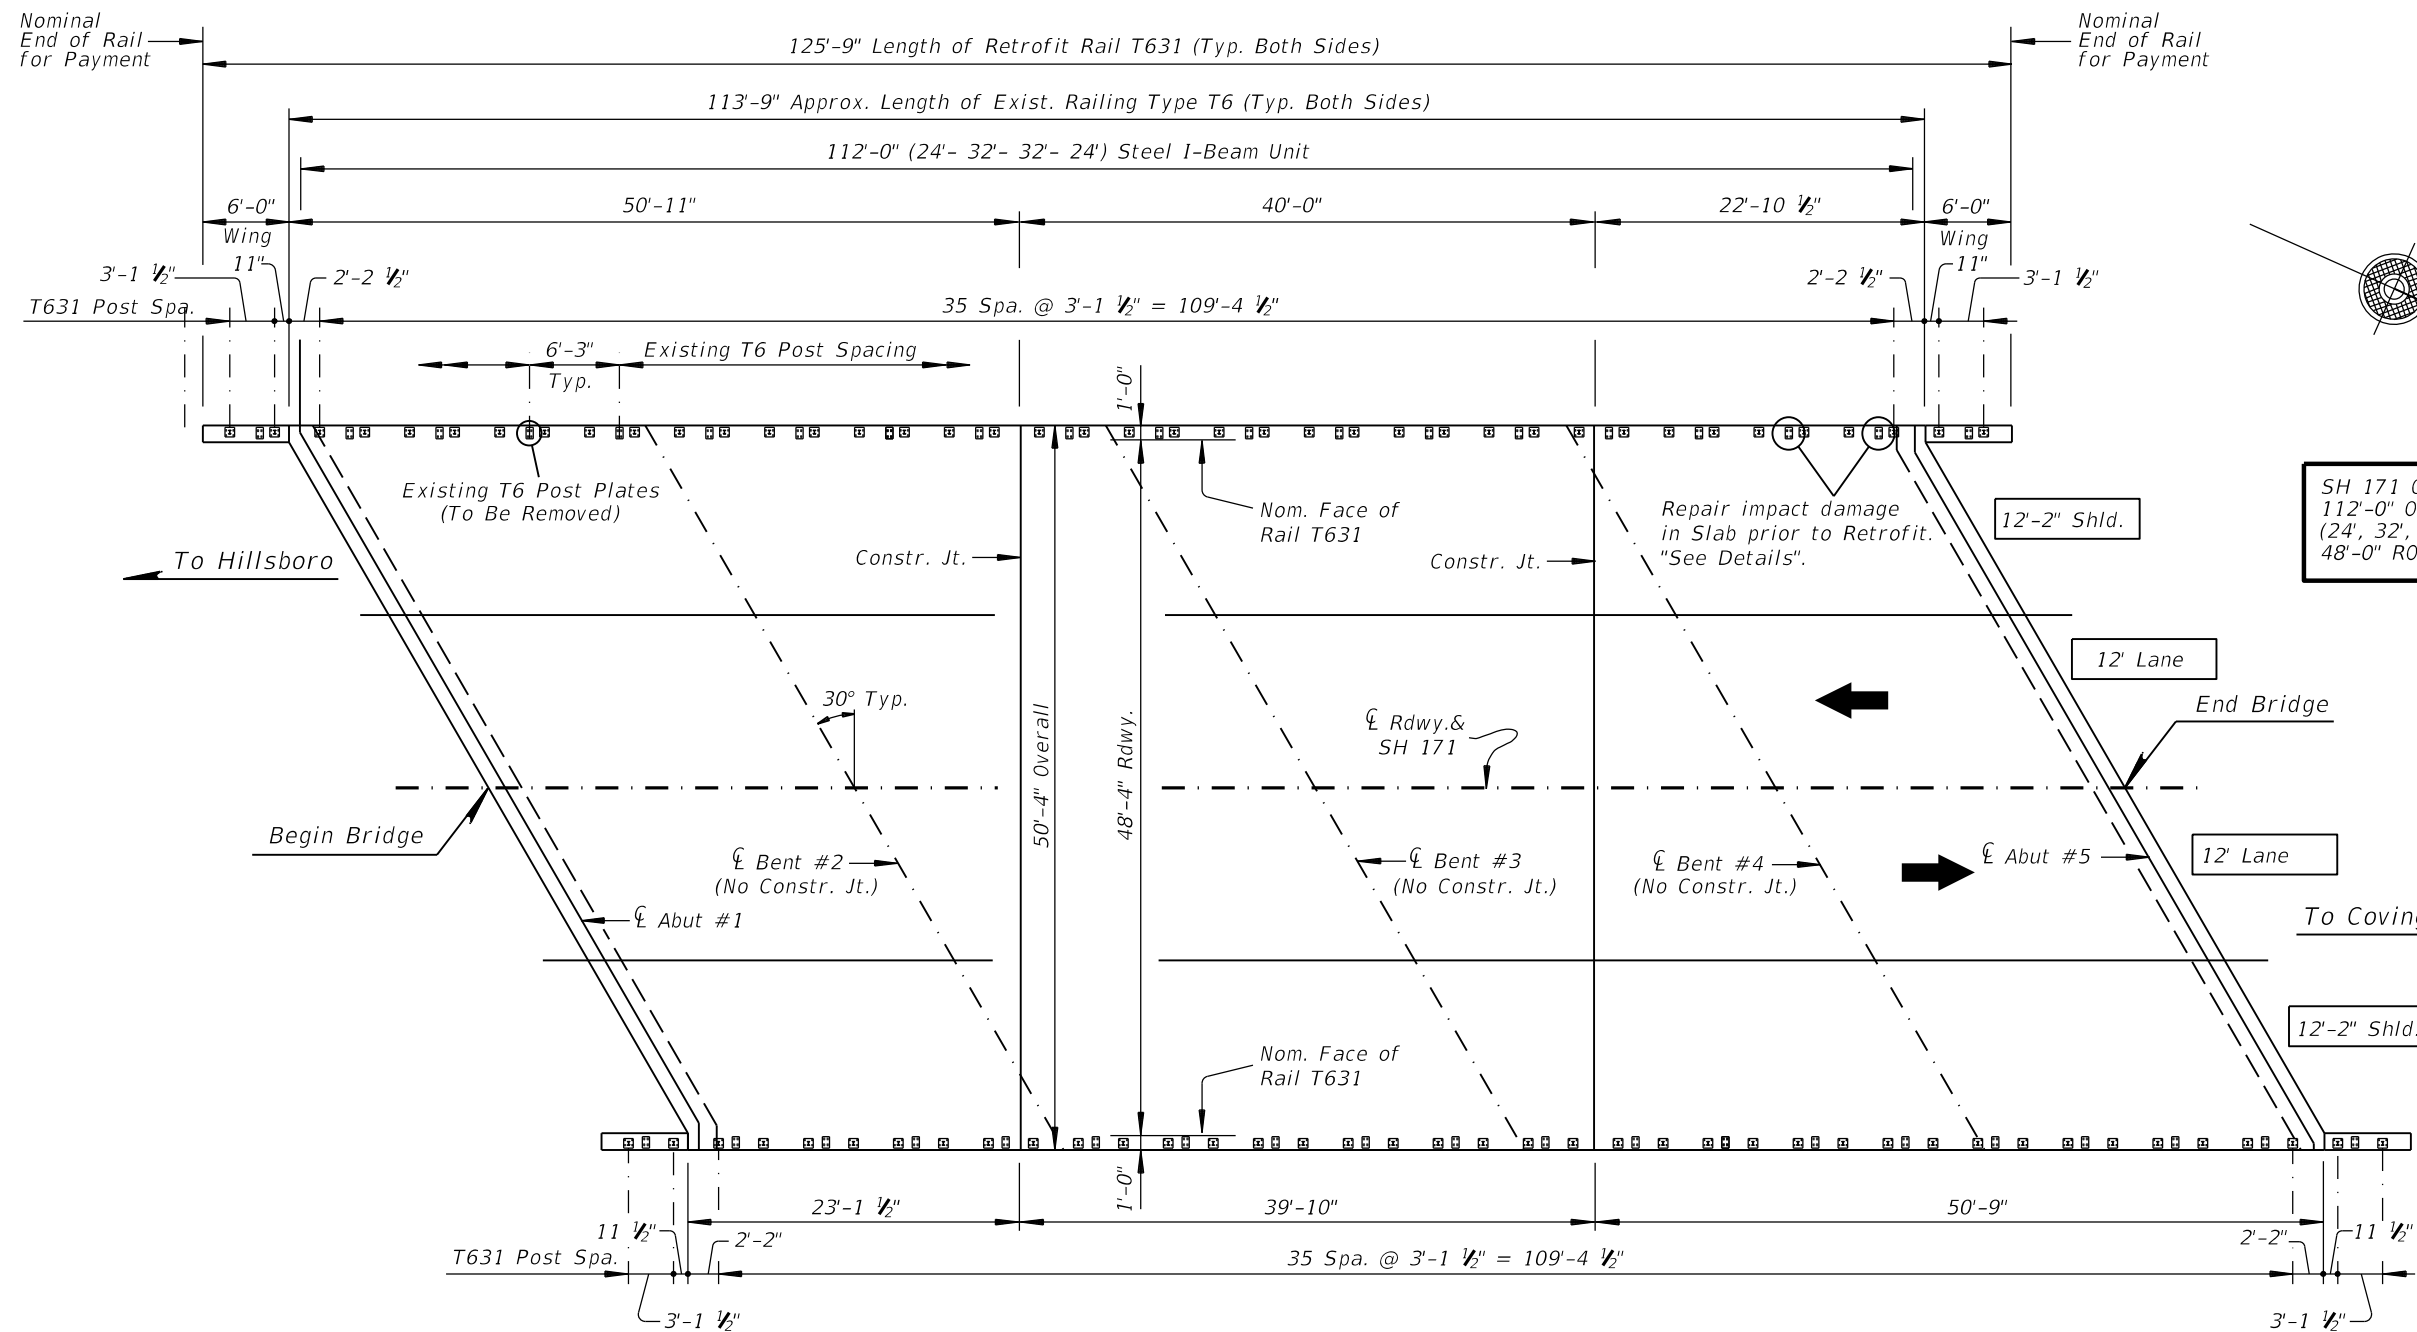 Nominal
End of Rail
for Payment
125'-9" Length of Retrofit Rail T631 (Typ. Both Sides)
Nominal
End of Rail
for Payment
113'-9" Approx. Length of Exist. Railing Type T6 (Typ. Both Sides)
112'-0" (24'- 32'- 32'- 24') Steel I-Beam Unit
6'-0"
50'-11"
40'-0"
22'-10 ½"
6'-0"
Wing
Wing
3'-1 ½"
11"
2'-2 ½"
2'-2 ½"
11"
3'-1 ½"
T631 Post Spa.
35 Spa. @ 3'-1 ½" = 109'-4 ½"
6'-3"
Typ.
Existing T6 Post Spacing
1'-0"
Existing T6 Post Plates
(To Be Removed)
Nom. Face of
Rail T631
Repair impact damage
in Slab prior to Retrofit.
"See Details".
12'-2" Shld.
SH 171
112'-0"
(24', 32',
48'-0"
To Hillsboro
Constr. Jt.
Constr. Jt.
12' Lane
30° Typ.
50'-4" Overall
48'-4" Rdwy.
℄ Rdwy.&
SH 171
End Bridge
Begin Bridge
℄ Bent #2
(No Constr. Jt.)
℄ Bent #3
(No Constr. Jt.)
℄ Bent #4
(No Constr. Jt.)
℄ Abut #5
12' Lane
℄ Abut #1
To
12'-2" Shld.
Nom. Face of
Rail T631
1'-0"
23'-1 ½"
39'-10"
50'-9"
11 ½"
2'-2"
2'-2"
11 ½"
T631 Post Spa.
35 Spa. @ 3'-1 ½" = 109'-4 ½"
3'-1 ½"
3'-1 ½"